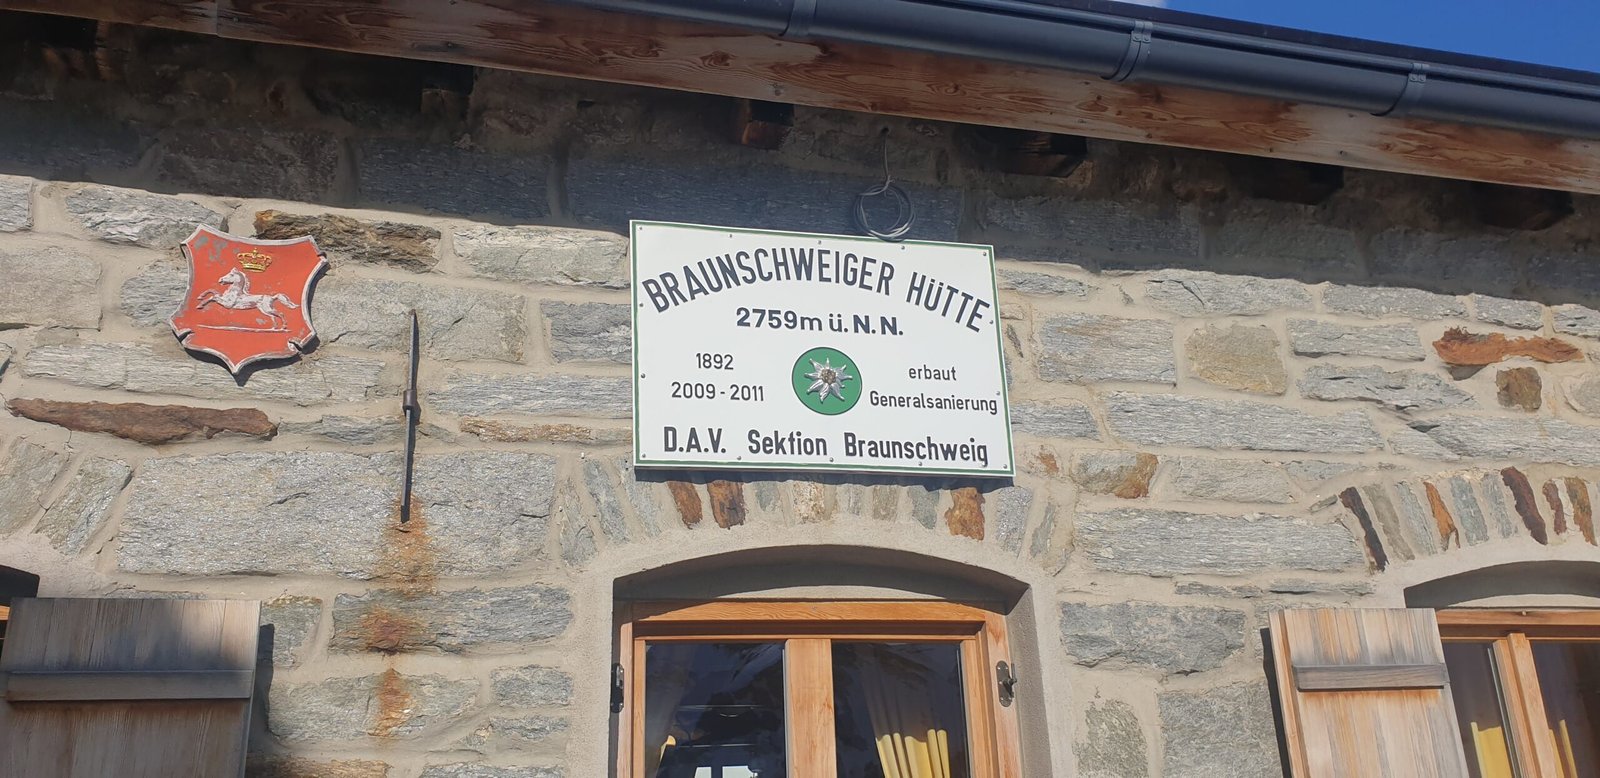 BRAUNSCHWEIGER HÜTTE
2759m ü.N.N.
1892 erbaut
2009-2011 Generalsanierung
D.A.V. Sektion Braunschweig